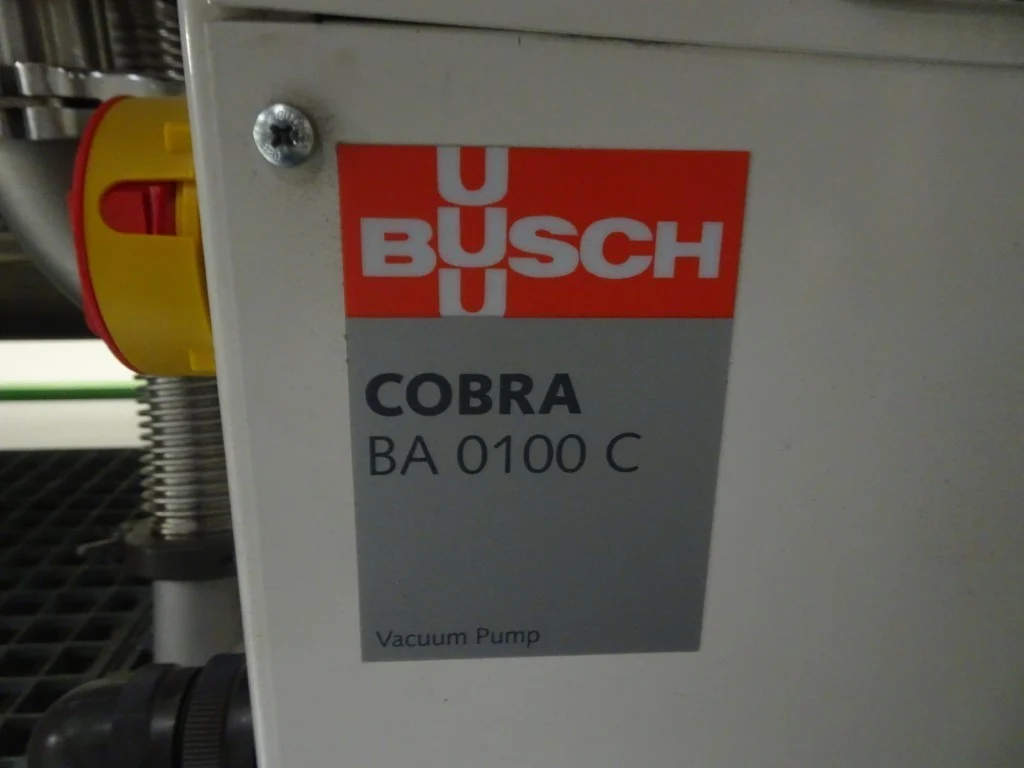 U
BUSCH
U
COBRA
BA 0100 C
Vacuum Pump